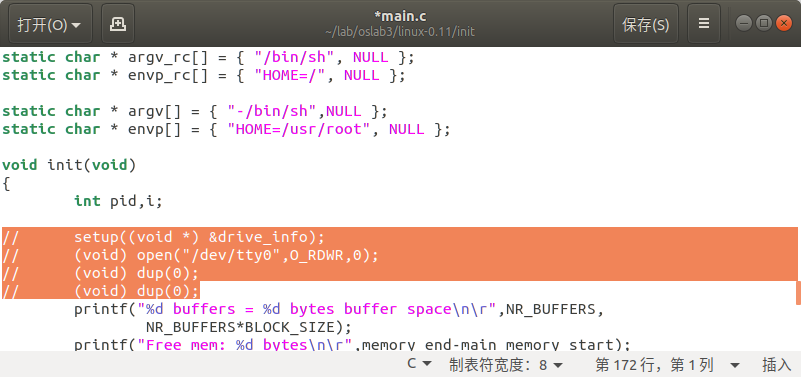 打开(O)
*main.c
~/lab/oslab3/linux-0.11/init
保存(S)
static char * argv_rc[] = { "/bin/sh", NULL };
static char * envp_rc[] = { "HOME=/", NULL };
static char * argv[] = { "-/bin/sh",NULL };
static char * envp[] = { "HOME=/usr/root", NULL };
void init(void)
{
int pid,i;
// setup((void *) &drive_info);
// (void) open("/dev/tty0",O_RDWR,0);
// (void) dup(0);
// (void) dup(0);
printf("%d buffers = %d bytes buffer space\n\r",NR_BUFFERS,
NR_BUFFERS*BLOCK_SIZE);
printf("Free mem: %d bytes\n\r",memory_end-main_memory_start);
C 制表符宽度：8 第 172 行，第 1 列 插入